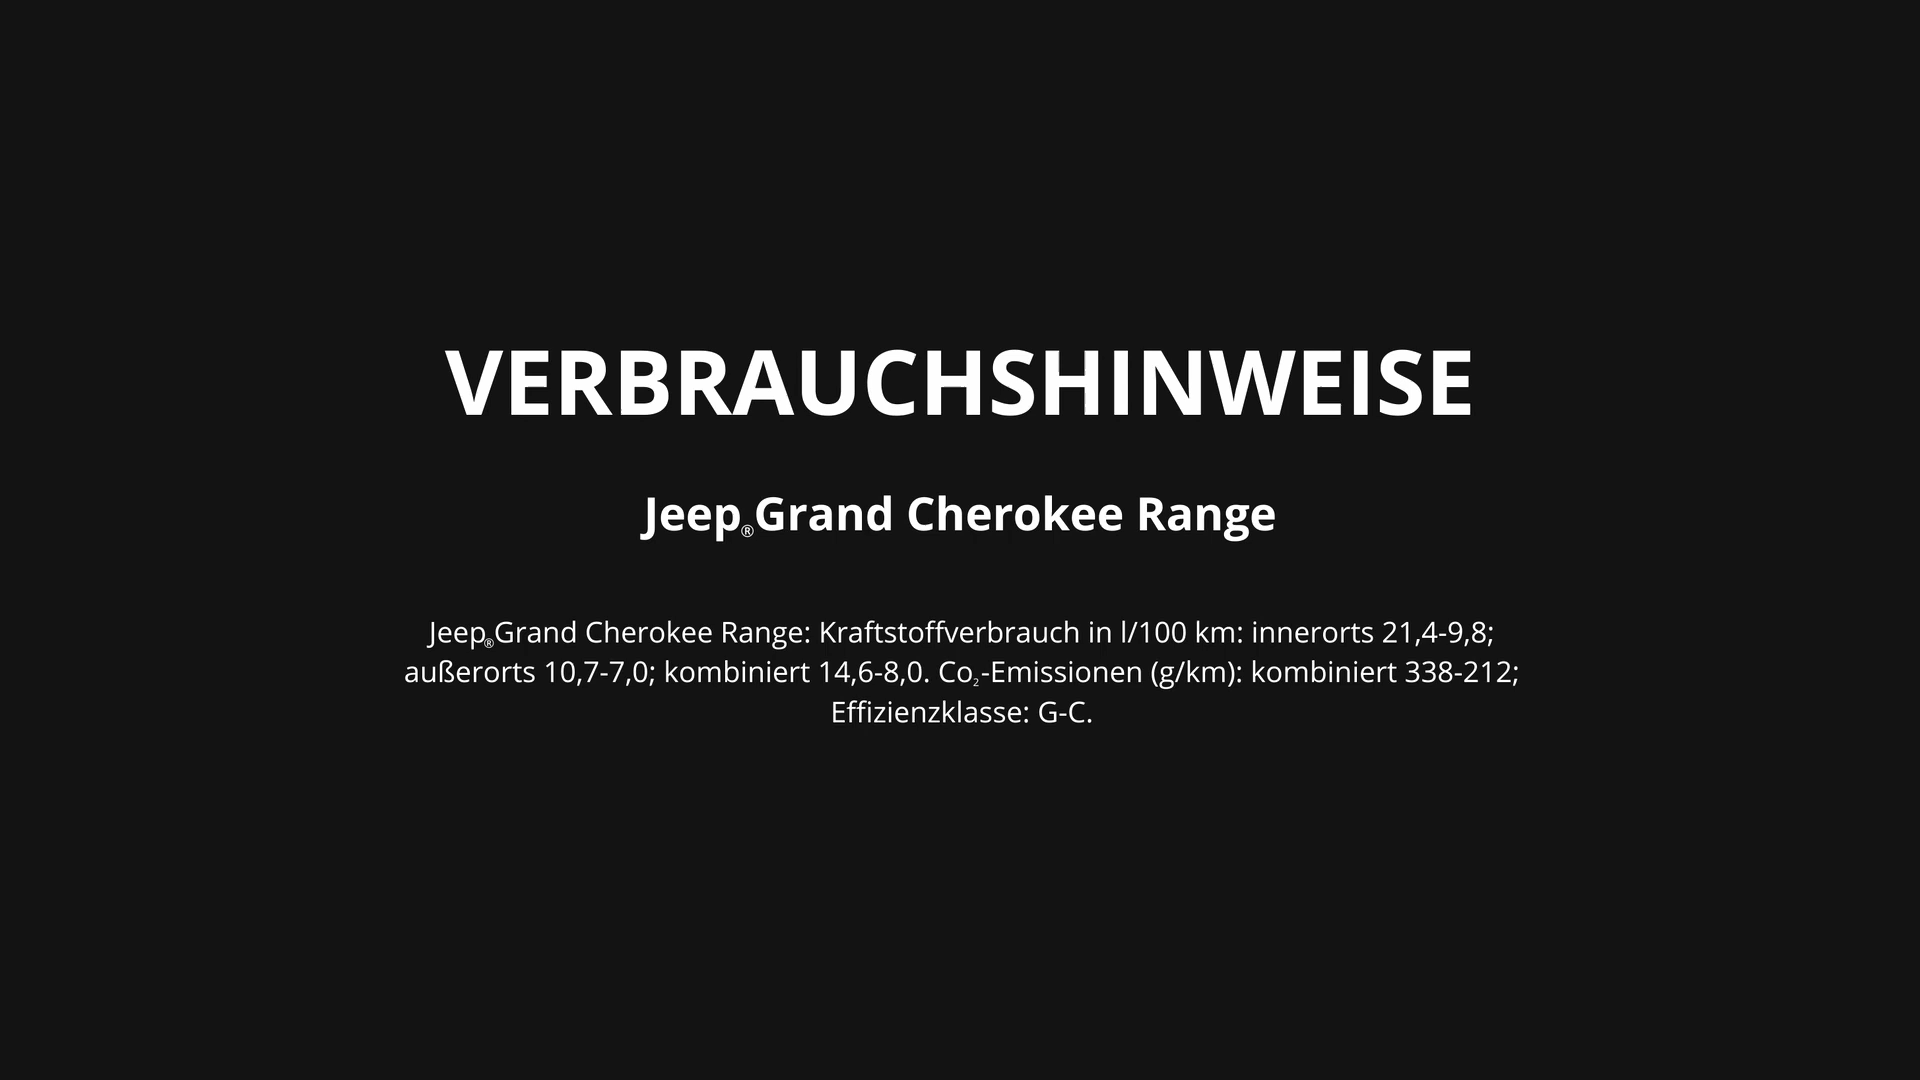 VERBRAUCHSHINWEISE
Jeep®Grand Cherokee Range
Jeep®Grand Cherokee Range: Kraftstoffverbrauch in l/100 km: innerorts 21,4-9,8;
außerorts 10,7-7,0; kombiniert 14,6-8,0. Co₂-Emissionen (g/km): kombiniert 338-212;
Effizienzklasse: G-C.